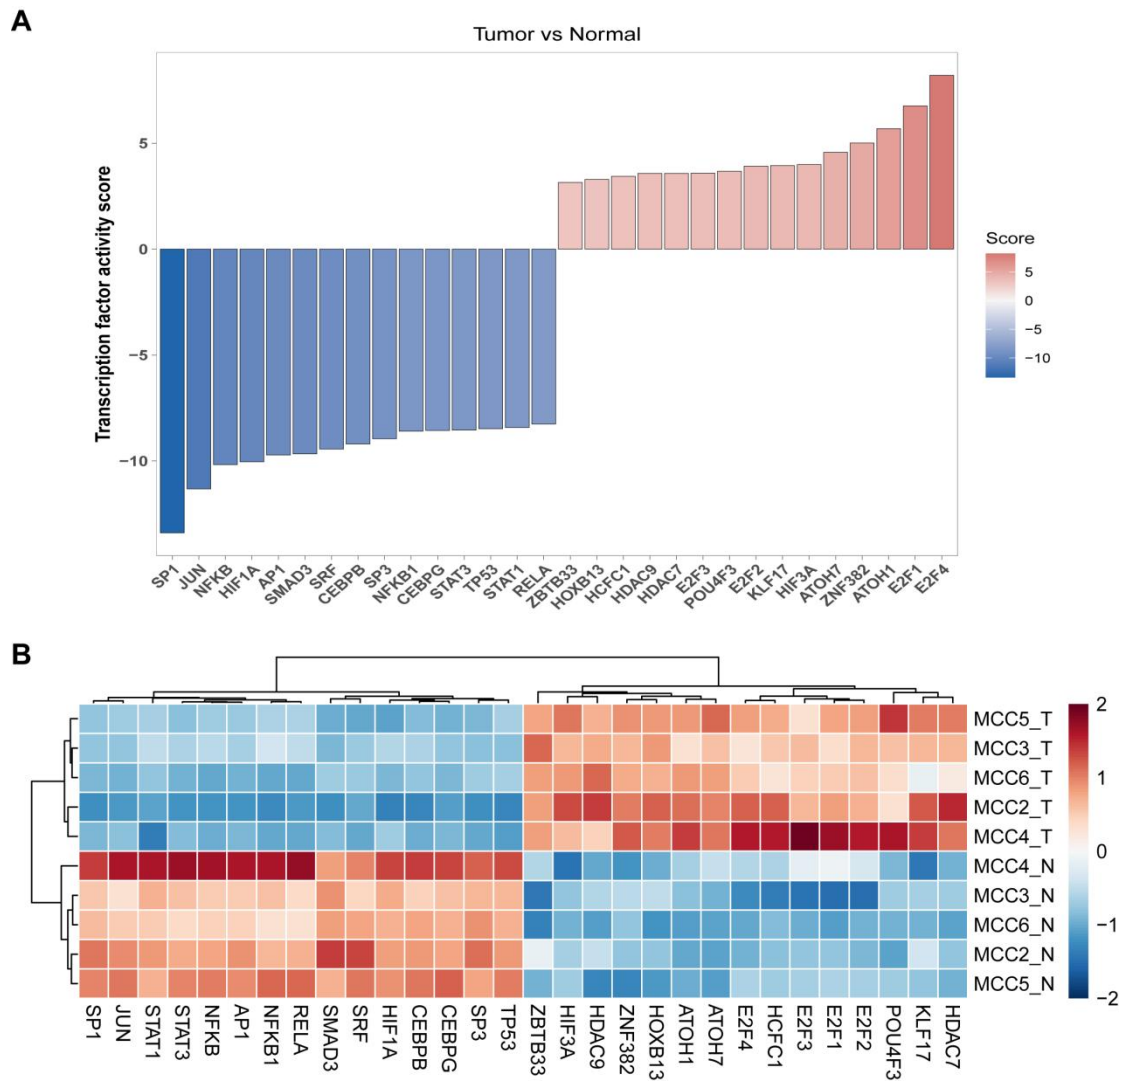 A
Tumor vs Normal
Transcription factor activity score
5
0
−5
−10
Score
5
0
−5
−10
SP1
JUN
NFKB
HIF1A
AP1
SMAD3
SRF
CEBPB
SP3
NFKB1
CEBPG
STAT3
TP53
STAT1
RELA
ZBTB33
HOXB13
HCFC1
HDAC9
HDAC7
E2F3
POU4F3
E2F2
KLF17
HIF3A
ATOH7
ZNF382
ATOH1
E2F1
E2F4
B
MCC5_T
MCC3_T
MCC6_T
MCC2_T
MCC4_T
MCC4_N
MCC3_N
MCC6_N
MCC2_N
MCC5_N
2
1
0
−1
−2
SP1
JUN
STAT1
STAT3
NFKB
AP1
NFKB1
RELA
SMAD3
SRF
HIF1A
CEBPB
CEBPG
SP3
TP53
ZBTB33
HIF3A
HDAC9
ZNF382
HOXB13
ATOH1
ATOH7
E2F4
HCFC1
E2F3
E2F1
E2F2
POU4F3
KLF17
HDAC7